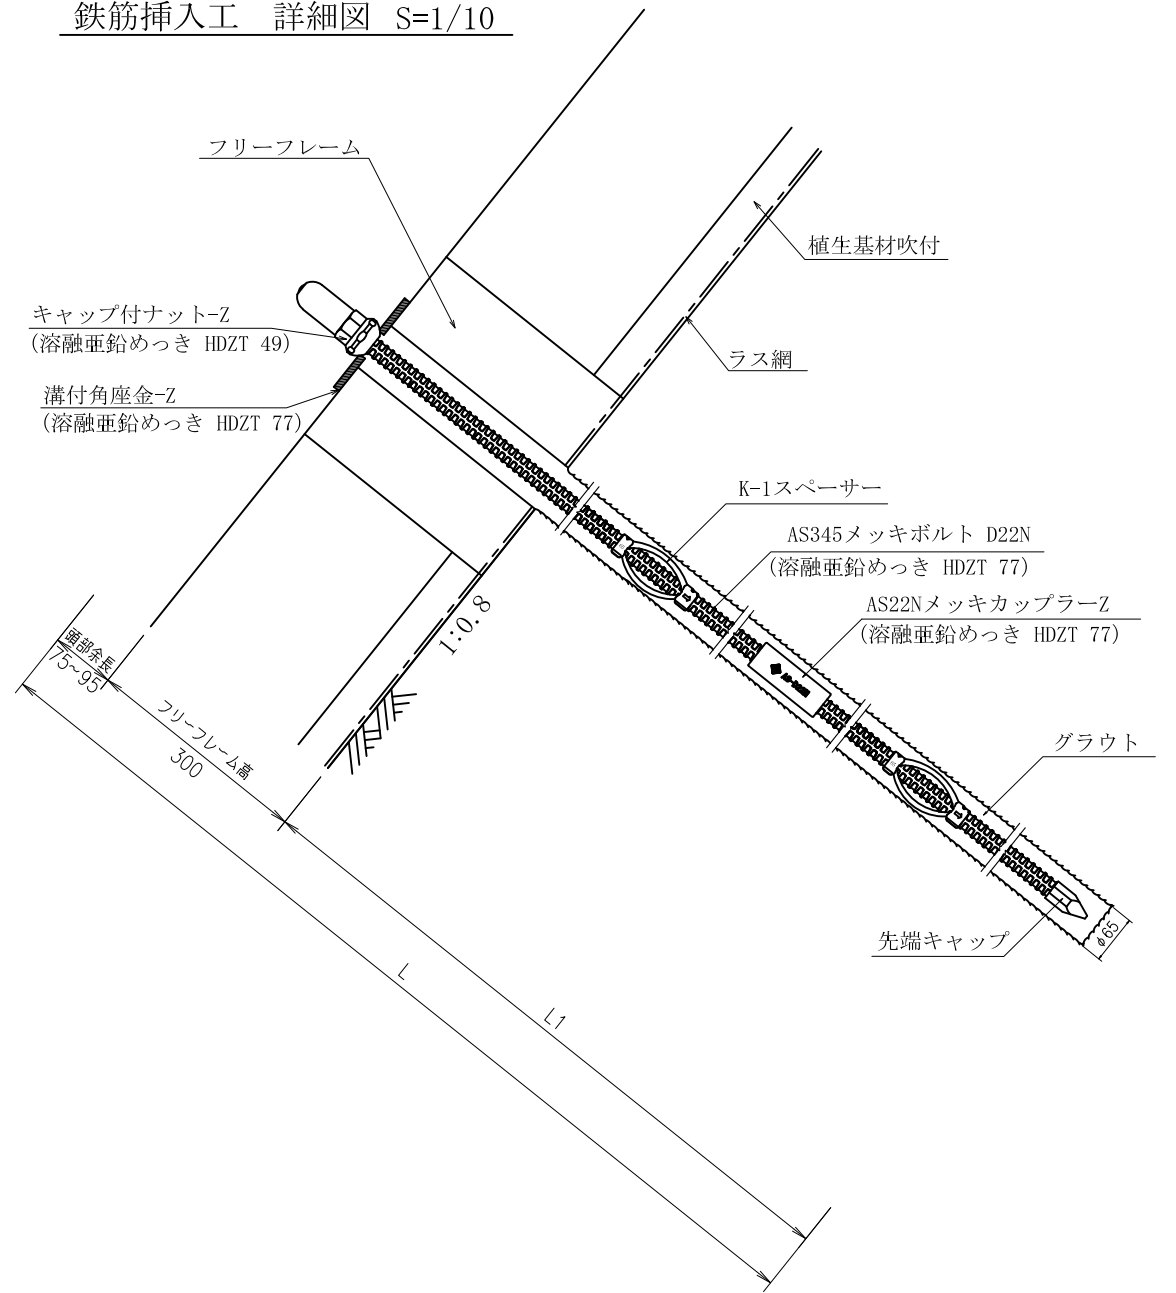 鉄筋挿入工　詳細図 S=1/10
フリーフレーム
植生基材吹付
キャップ付ナット-Z
(溶融亜鉛めっき HDZT 49)
ラス網
溝付角座金-Z
(溶融亜鉛めっき HDZT 77)
K-1スペーサー
AS345メッキボルト D22N
(溶融亜鉛めっき HDZT 77)
AS22NメッキカップラーZ
(溶融亜鉛めっき HDZT 77)
1:0.8
頭部余長
75~95
フリーフレーム高
300
グラウト
先端キャップ
φ65
L
L1